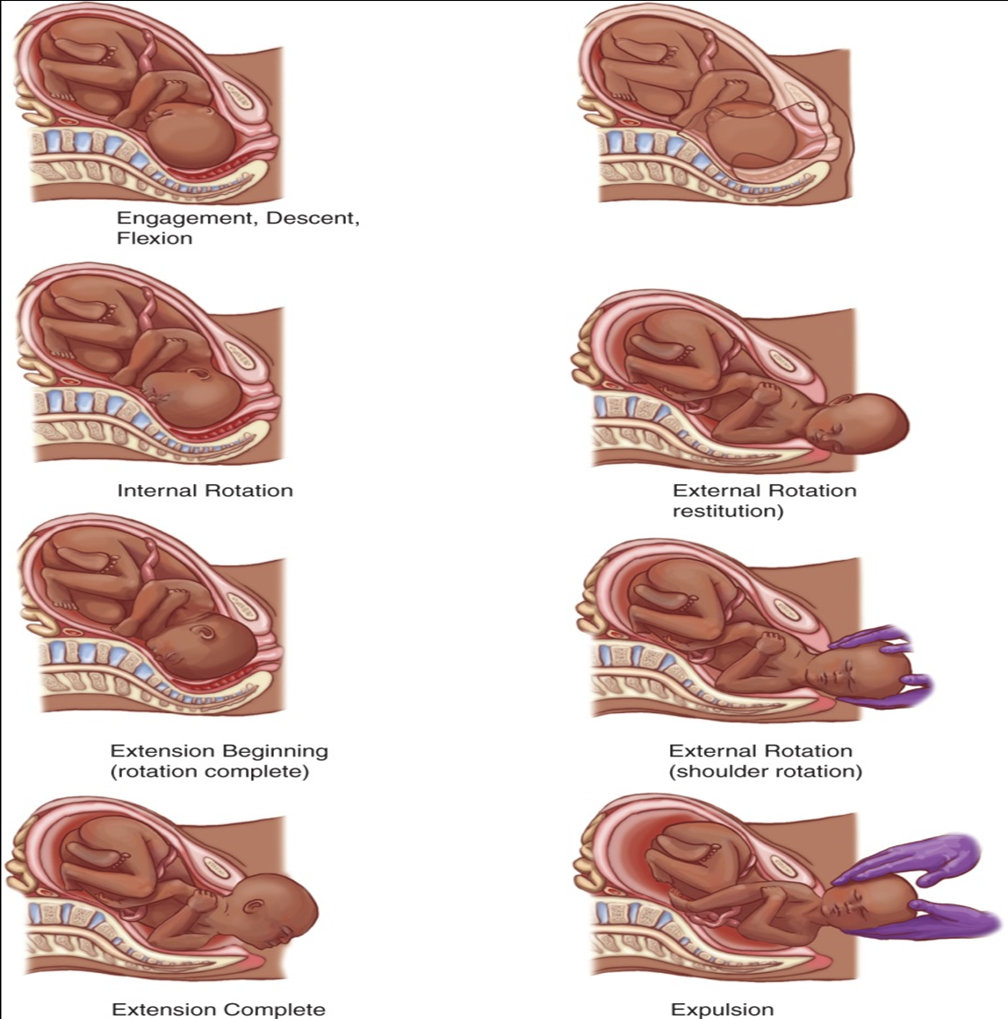 Engagement, Descent,
Flexion
Internal Rotation
Extension Beginning
(rotation complete)
Extension Complete
External Rotation
restitution)
External Rotation
(shoulder rotation)
Expulsion